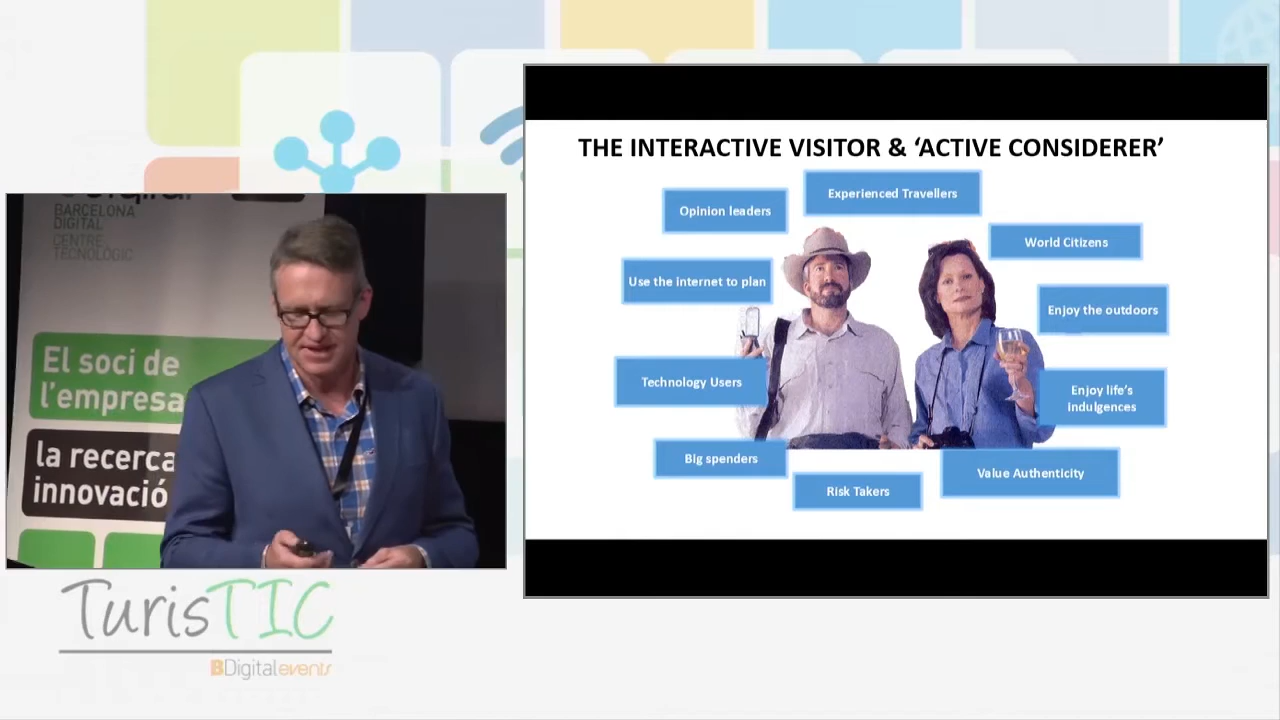 BARCELONA
DIGITAL
CENTRE
TECNOLÒGIC
El soci de
l'empresa
la recerca
innovació
TurisTIC
BDigitalevents
THE INTERACTIVE VISITOR & ‘ACTIVE CONSIDERER’
Opinion leaders
Experienced Travellers
World Citizens
Use the internet to plan
Enjoy the outdoors
Technology Users
Enjoy life’s
indulgences
Big spenders
Value Authenticity
Risk Takers